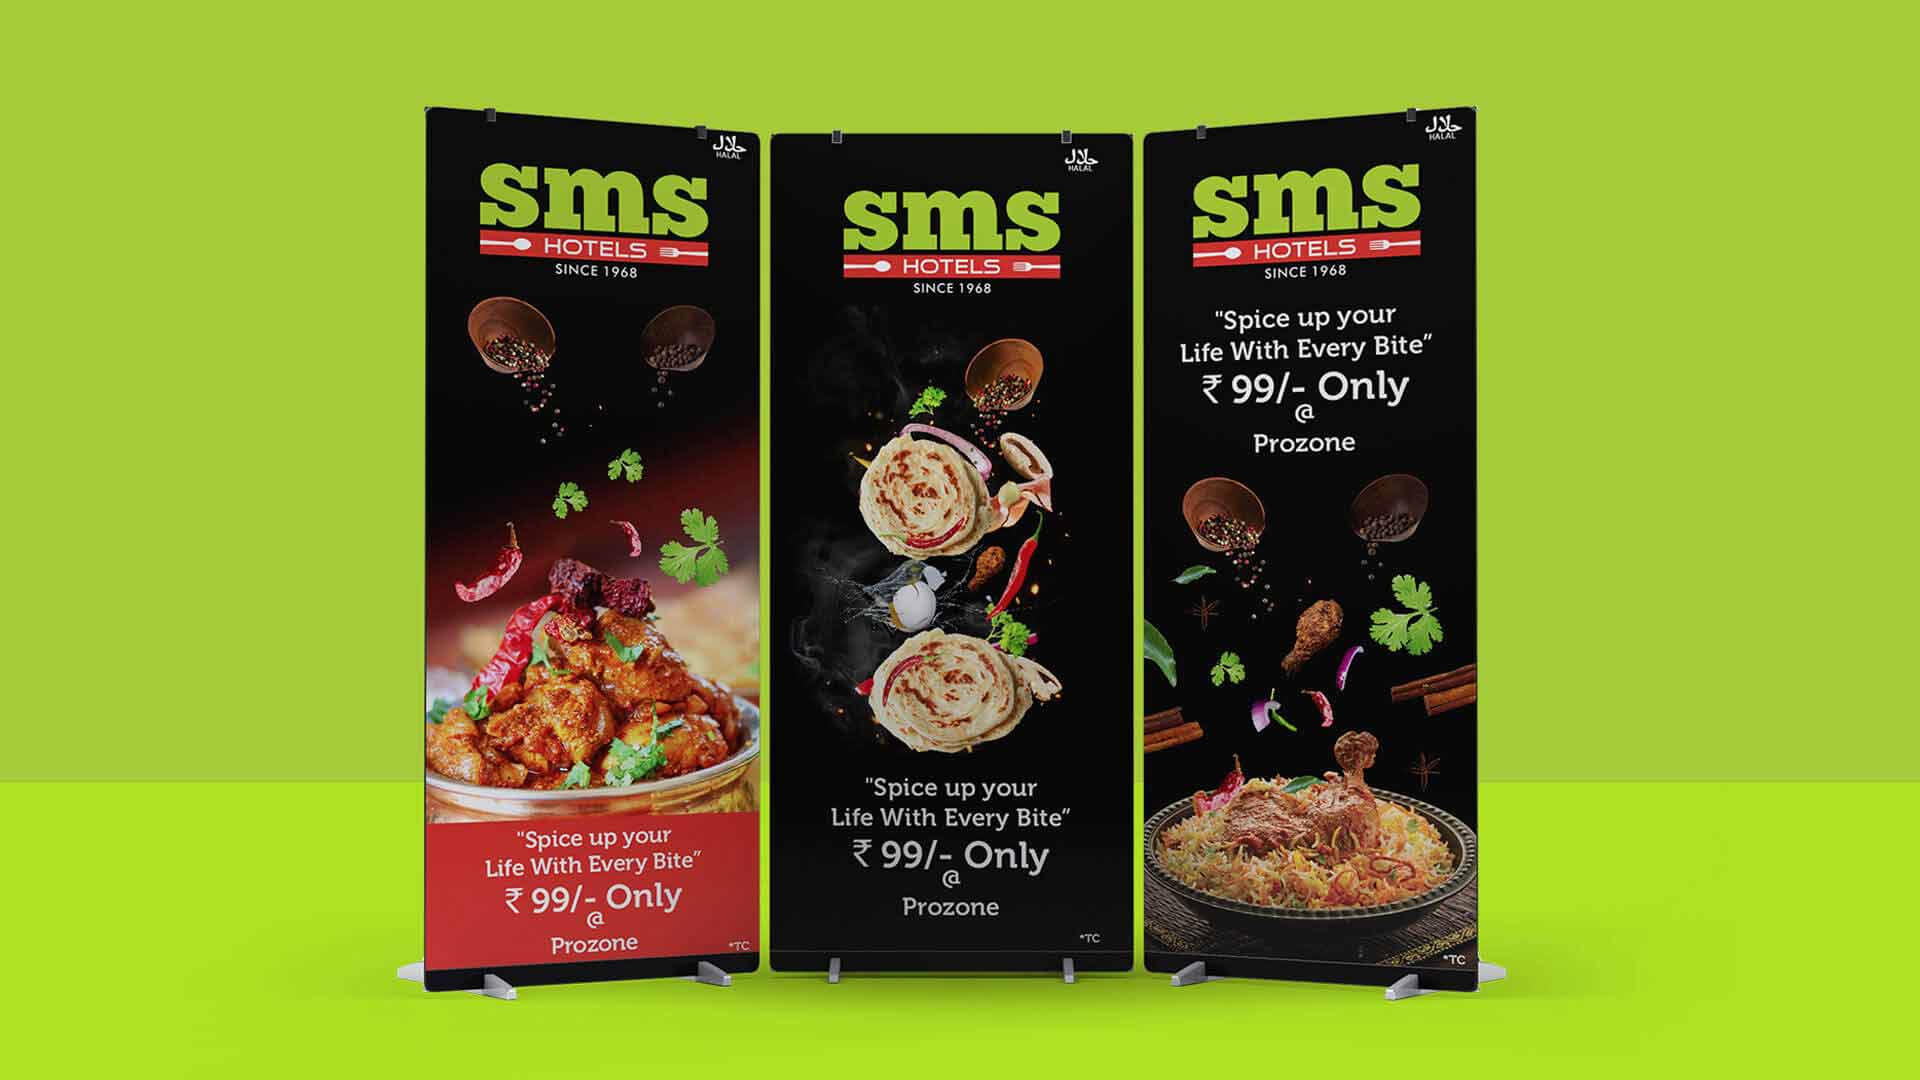 حلال
HALAL
sms
HOTELS
SINCE 1968
"Spice up your
Life With Every Bite”
₹ 99/- Only
@
Prozone
*TC
حلال
HALAL
sms
HOTELS
SINCE 1968
"Spice up your
Life With Every Bite”
₹ 99/- Only
@
Prozone
*TC
حلال
HALAL
sms
HOTELS
SINCE 1968
"Spice up your
Life With Every Bite”
₹ 99/- Only
@
Prozone
*TC